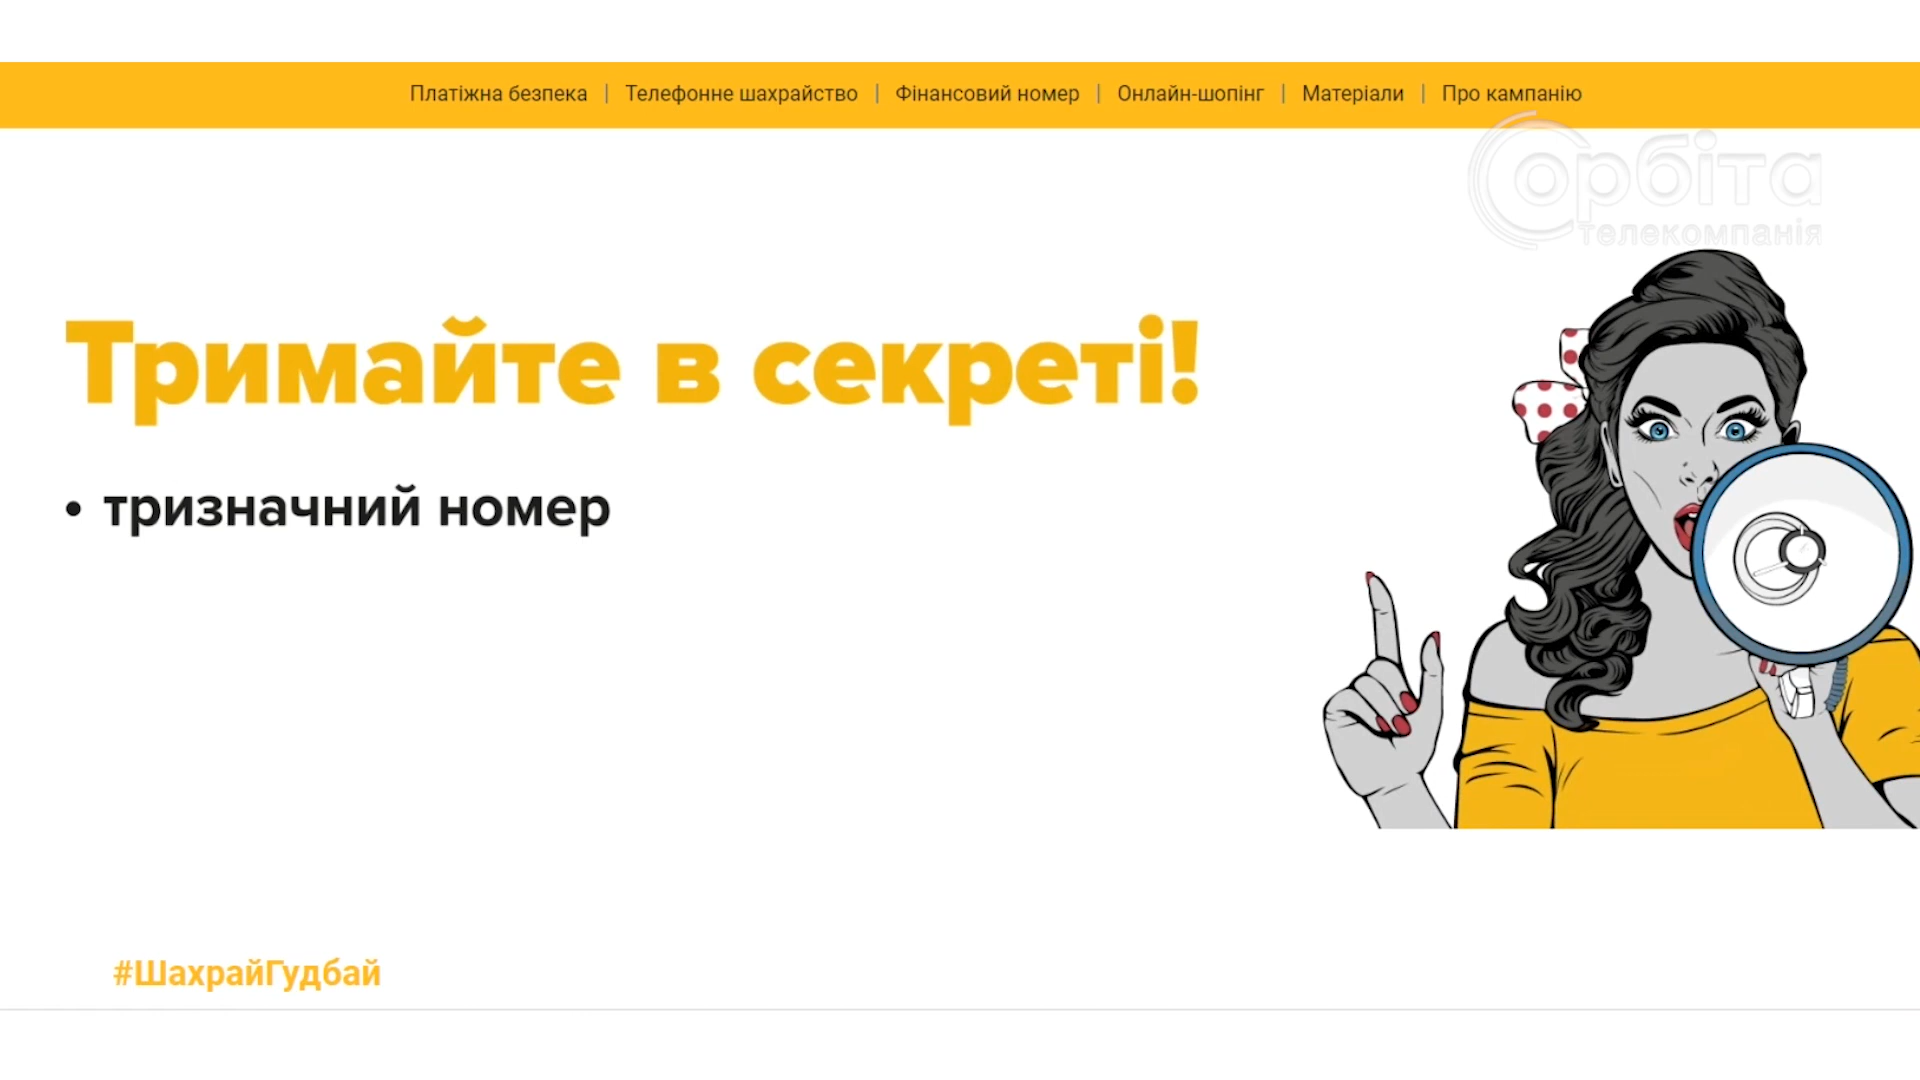 Платіжна безпека | Телефонне шахрайство | Фінансовий номер | Онлайн-шопінг | Матеріали | Про кампанію
орбіта
телекомпанія
Тримайте в секреті!
• тризначний номер
#ШахрайГудбай